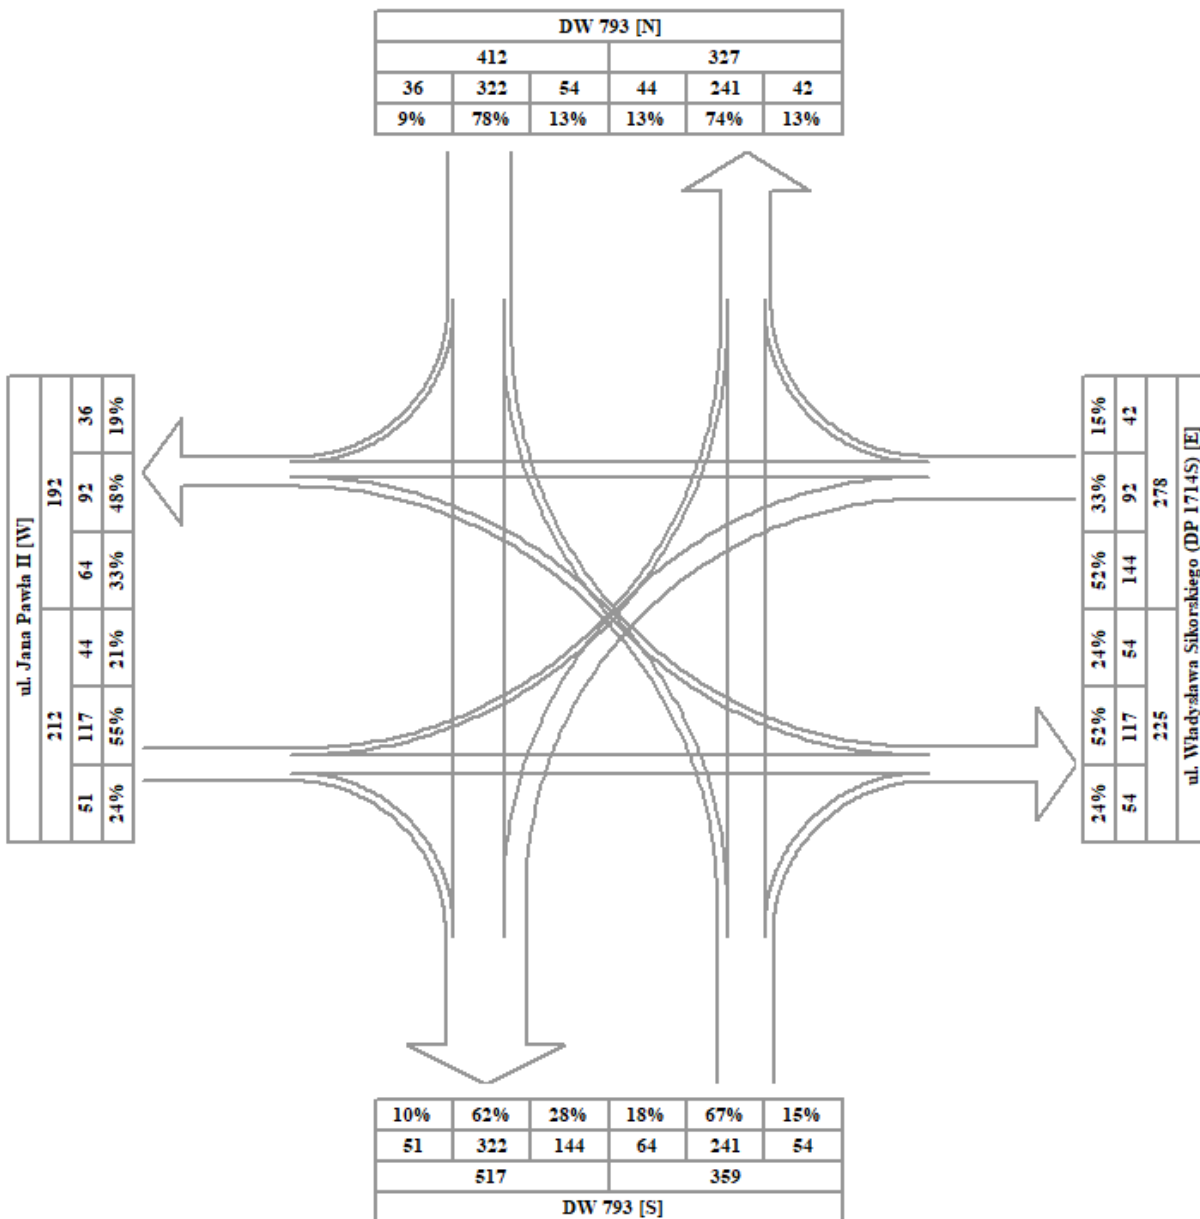 DW 793 [N]
412 327
36 322 54 44 241 42
9% 78% 13% 13% 74% 13%
ul. Jana Pawła II [W]
212 192
51 117 44 64 92 36
24% 55% 21% 33% 48% 19%
15% 33% 52% 24% 52% 24%
42 92 144 54 117 54
278 225
ul. Władysława Sikorskiego (DP 1714S) [E]
10% 62% 28% 18% 67% 15%
51 322 144 64 241 54
517 359
DW 793 [S]